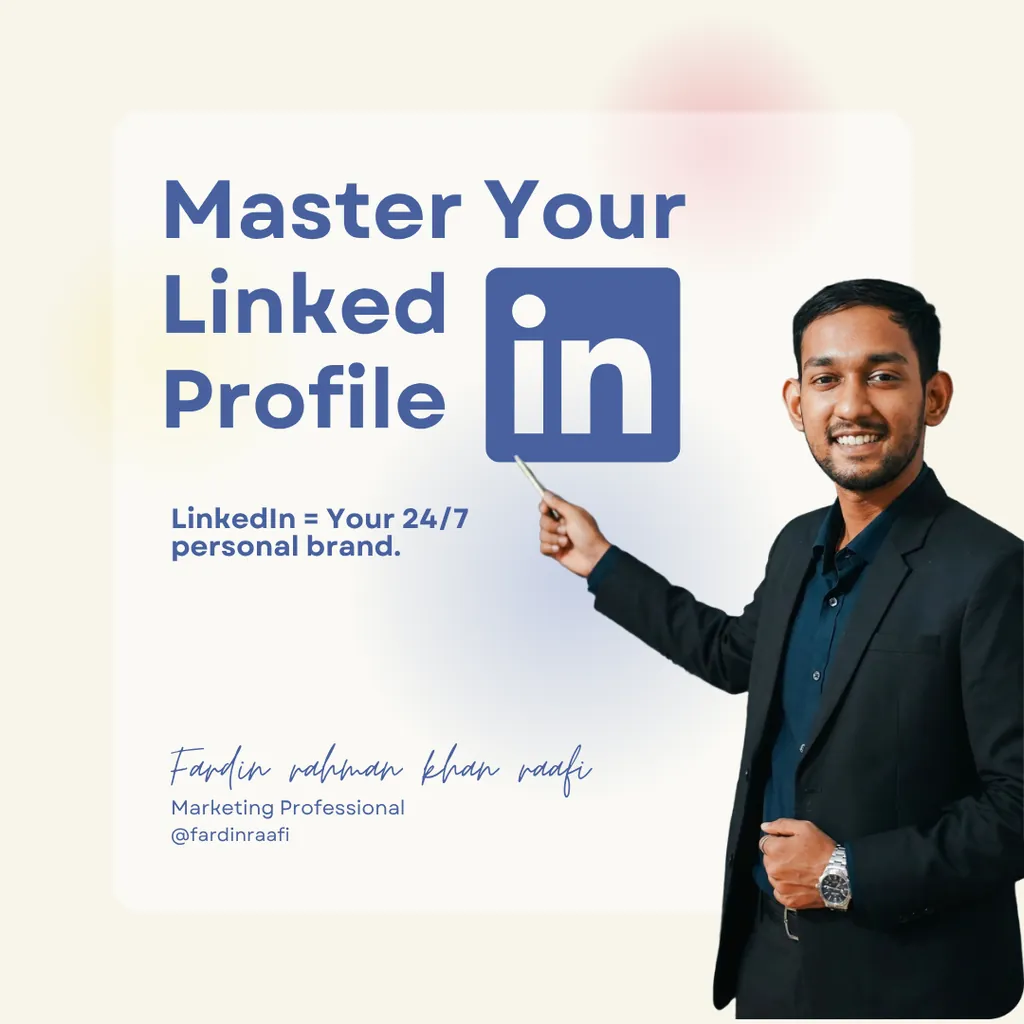 Master Your
Linked in
Profile
LinkedIn = Your 24/7
personal brand.
Fardin rahman khan raafi
Marketing Professional
@fardinraafi